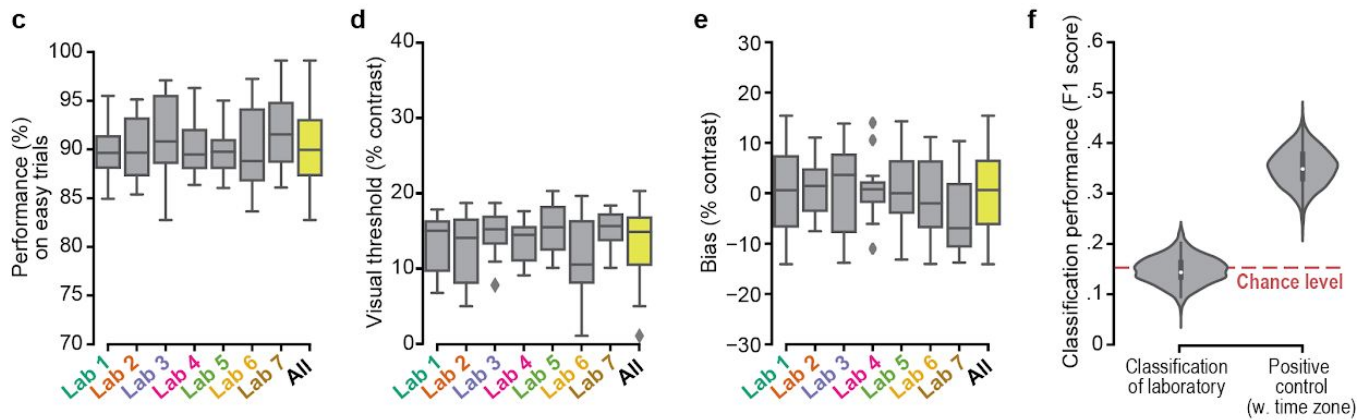 c
Performance (%)
on easy trials
100
95
90
85
80
75
70
Lab 1
Lab 2
Lab 3
Lab 4
Lab 5
Lab 6
Lab 7
All
d
Visual threshold (% contrast)
40
30
20
10
0
Lab 1
Lab 2
Lab 3
Lab 4
Lab 5
Lab 6
Lab 7
All
e
Bias (% contrast)
30
20
10
0
−10
−20
−30
Lab 1
Lab 2
Lab 3
Lab 4
Lab 5
Lab 6
Lab 7
All
f
Classification performance (F1 score)
.6
.5
.4
.3
.2
.1
0
Chance level
Classification
of laboratory
Positive
control
(w. time zone)